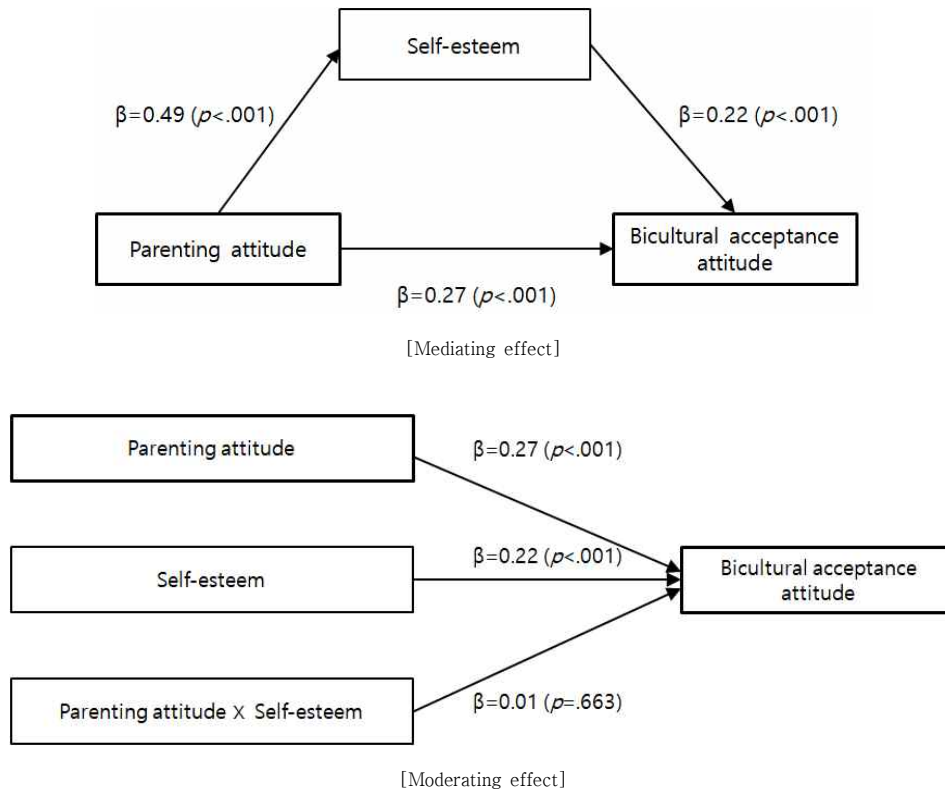 Self-esteem
β=0.49 (p<.001)
β=0.22 (p<.001)
Parenting attitude
Bicultural acceptance
attitude
β=0.27 (p<.001)
[Mediating effect]
Parenting attitude
β=0.27 (p<.001)
Self-esteem
β=0.22 (p<.001)
Bicultural acceptance
attitude
Parenting attitude X Self-esteem
β=0.01 (p=.663)
[Moderating effect]